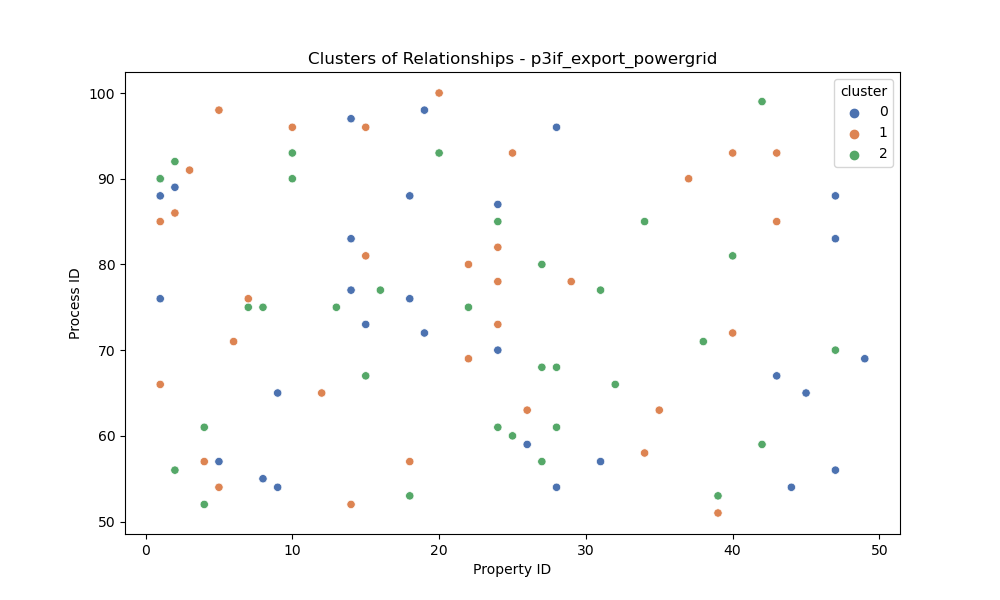 Clusters of Relationships - p3if_export_powergrid
cluster
0
1
2
100
90
80
70
60
50
Process ID
0 10 20 30 40 50
Property ID